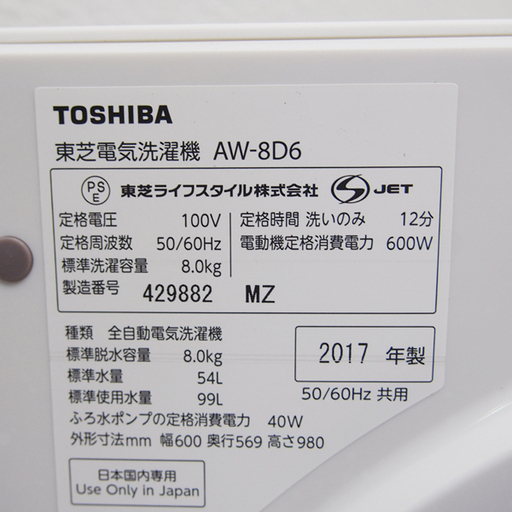 TOSHIBA
東芝電気洗濯機 AW-8D6
PS E 東芝ライフスタイル株式会社 S JET
定格電圧 100V 定格時間 洗いのみ 12分
定格周波数 50/60Hz 電動機定格消費電力 600W
標準洗濯容量 8.0kg
製造番号 429882 MZ
種類 全自動電気洗濯機
標準脱水容量 8.0kg 2017 年製
標準水量 54L
標準使用水量 99L 50/60Hz 共用
ふろ水ポンプの定格消費電力 40W
外形寸法mm 幅600 奥行569 高さ980
日本国内専用
Use Only in Japan